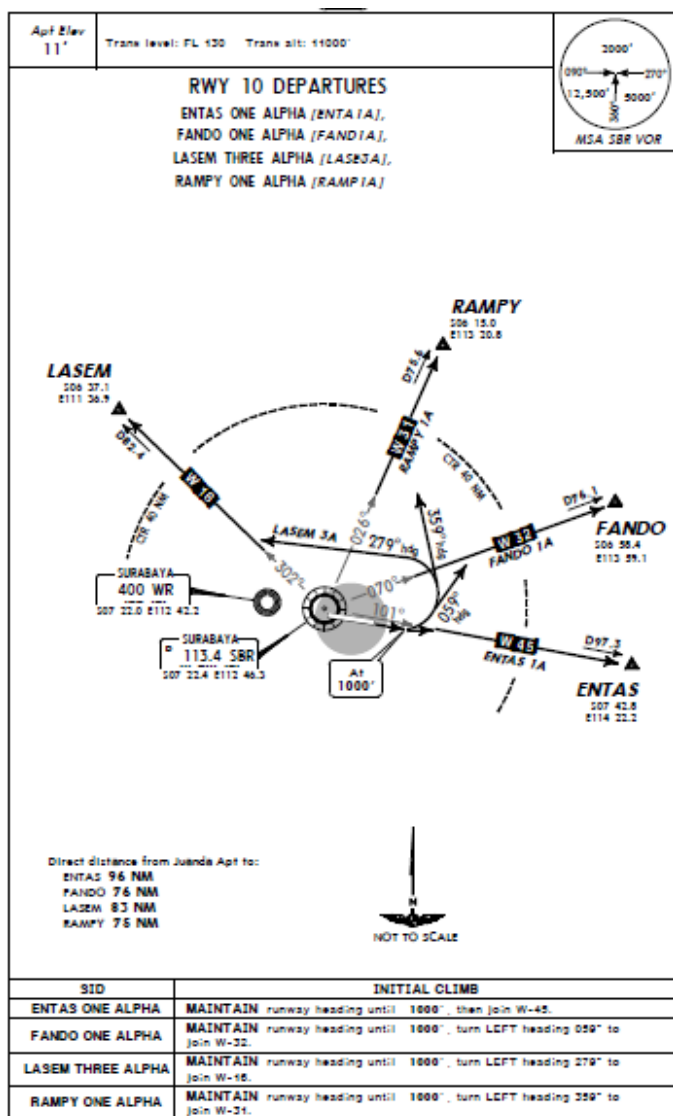 Apt Elev
11'
Trans level: FL 130 Trans alt: 11000'
2000'
090°
270°
12,500'
5000'
360°
MSA SBR VOR
RWY 10 DEPARTURES
ENTAS ONE ALPHA [ENTA1A],
FANDO ONE ALPHA [FAND1A],
LASEM THREE ALPHA [LASE3A],
RAMPY ONE ALPHA [RAMP1A]
RAMPY
S06 15.0
E113 20.8
D75.6
LASEM
S06 37.1
E111 36.9
D82.4
W 31
RAMPY 1A
W 18
CTR 40 NM
CTR 40 NM
D76.1
FANDO
S06 58.4
E113 59.1
LASEM 3A
279° hdg
359° hdg
026°
W 32
FANDO 1A
302°
070°
059° hdg
101°
SURABAYA
400 WR
S07 22.0 E112 42.2
SURABAYA
D 113.4 SBR
S07 22.4 E112 46.3
At
1000'
W 45
ENTAS 1A
D97.3
ENTAS
S07 42.8
E114 22.2
Direct distance from Juanda Apt to:
ENTAS 96 NM
FANDO 76 NM
LASEM 83 NM
RAMPY 75 NM
N
NOT TO SCALE
SID INITIAL CLIMB
ENTAS ONE ALPHA MAINTAIN runway heading until 1000', then join W-45.
FANDO ONE ALPHA MAINTAIN runway heading until 1000', turn LEFT heading 059° to
join W-32.
LASEM THREE ALPHA MAINTAIN runway heading until 1000', turn LEFT heading 279° to
join W-18.
RAMPY ONE ALPHA MAINTAIN runway heading until 1000', turn LEFT heading 359° to
join W-31.